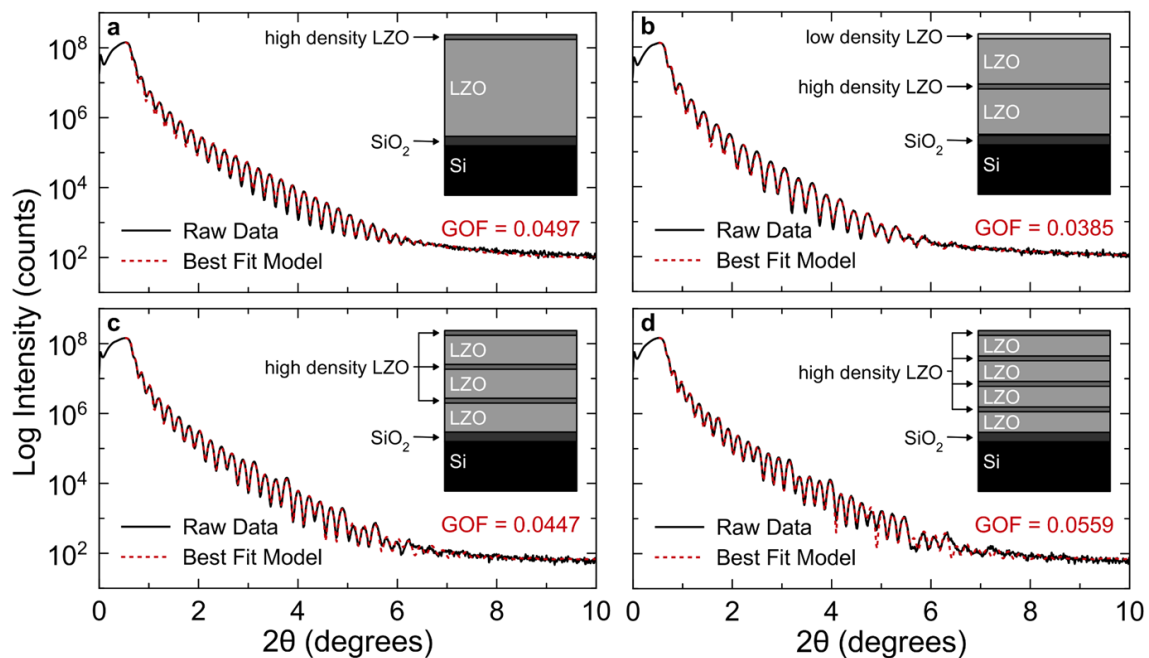 a
high density LZO
LZO
SiO2
Si
Raw Data
Best Fit Model
GOF = 0.0497
10^8
10^6
10^4
10^2
b
low density LZO
LZO
high density LZO
LZO
SiO2
Si
Raw Data
Best Fit Model
GOF = 0.0385
Log Intensity (counts)
c
high density LZO
LZO
LZO
LZO
SiO2
Si
Raw Data
Best Fit Model
GOF = 0.0447
10^8
10^6
10^4
10^2
0 2 4 6 8 10
2θ (degrees)
d
high density LZO
LZO
LZO
LZO
LZO
SiO2
Si
Raw Data
Best Fit Model
GOF = 0.0559
0 2 4 6 8 10
2θ (degrees)